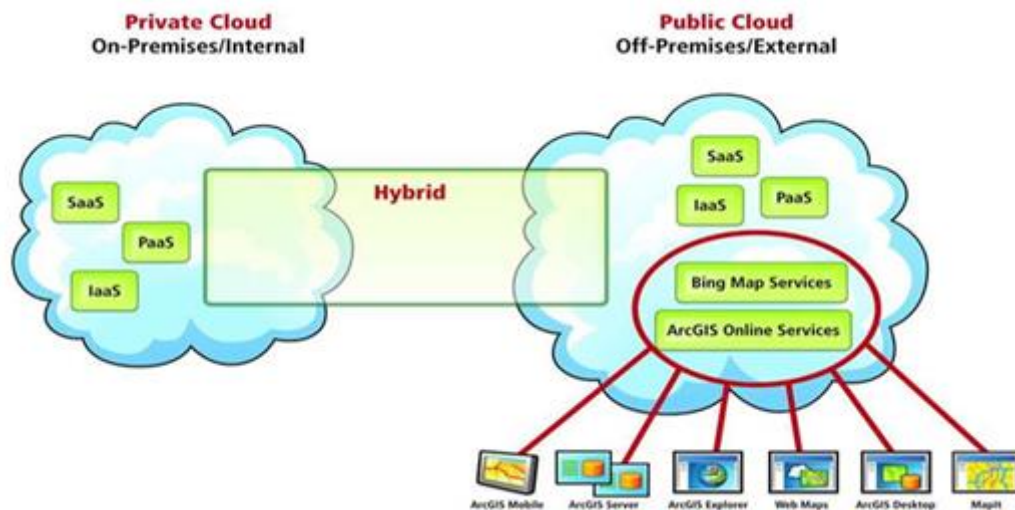 Private Cloud
On-Premises/Internal
Public Cloud
Off-Premises/External
SaaS
PaaS
IaaS
Hybrid
SaaS
IaaS
PaaS
Bing Map Services
ArcGIS Online Services
ArcGIS Mobile
ArcGIS Server
ArcGIS Explorer
Web Maps
ArcGIS Desktop
MapIt